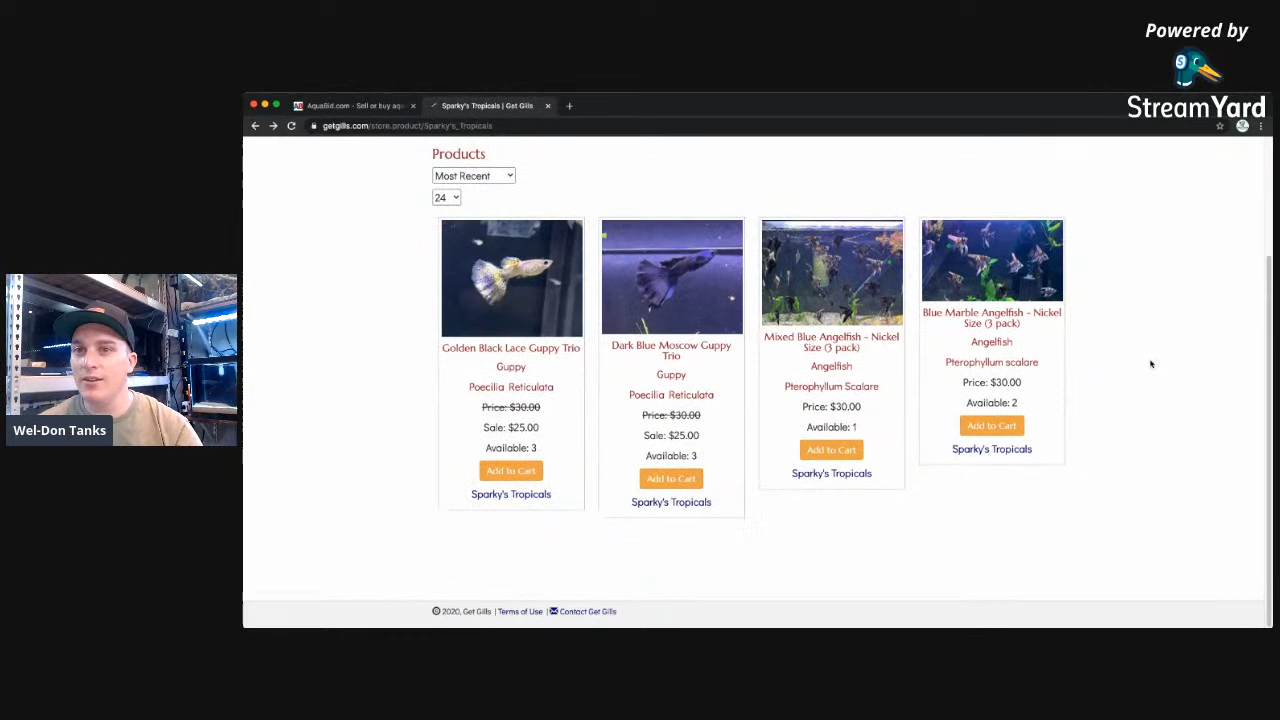 Powered by
StreamYard
AquaBid.com - Sell or buy aqu
Sparky's Tropicals | Get Gills
getgills.com/store.product/Sparky's_Tropicals
Products
Most Recent
24
Golden Black Lace Guppy Trio
Guppy
Poecilia Reticulata
Price: $30.00
Sale: $25.00
Available: 3
Add to Cart
Sparky's Tropicals
Dark Blue Moscow Guppy
Trio
Guppy
Poecilia Reticulata
Price: $30.00
Sale: $25.00
Available: 3
Add to Cart
Sparky's Tropicals
Mixed Blue Angelfish - Nickel
Size (3 pack)
Angelfish
Pterophyllum Scalare
Price: $30.00
Available: 1
Add to Cart
Sparky's Tropicals
Blue Marble Angelfish - Nickel
Size (3 pack)
Angelfish
Pterophyllum scalare
Price: $30.00
Available: 2
Add to Cart
Sparky's Tropicals
Wel-Don Tanks
© 2020, Get Gills | Terms of Use | Contact Get Gills